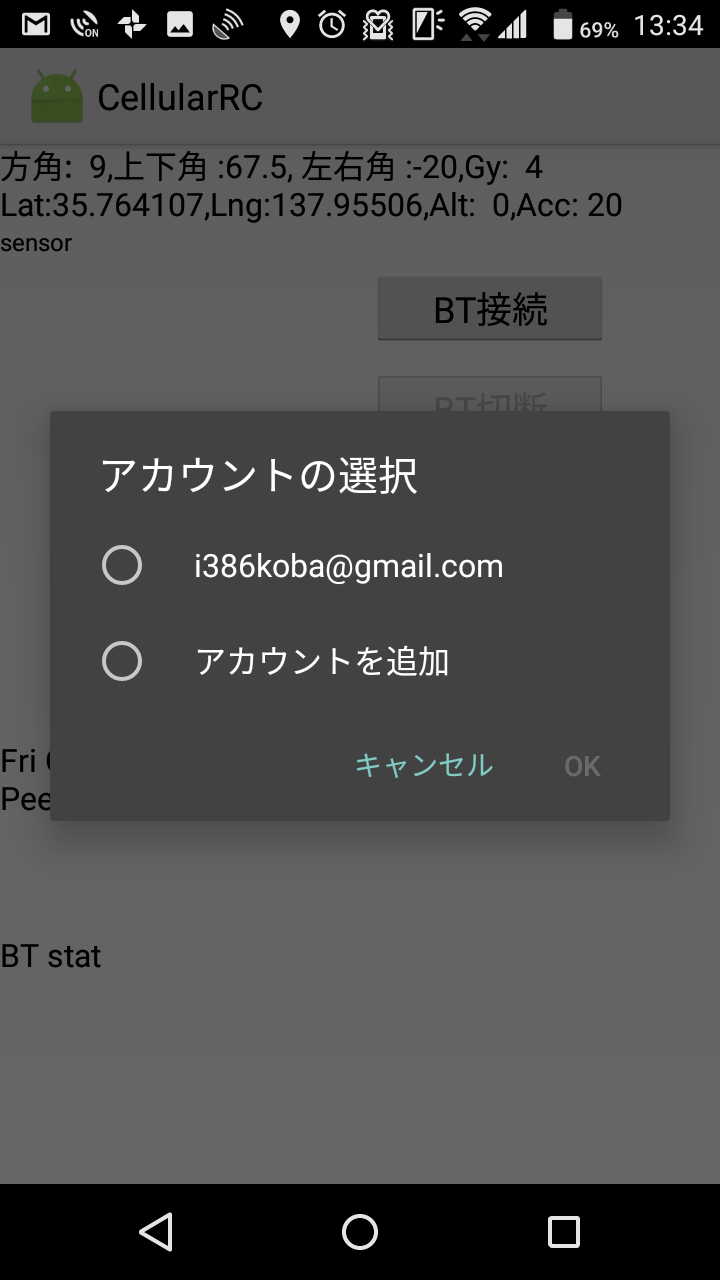 ON
69% 13:34
CellularRC
方角:  9,上下角 :67.5, 左右角 :-20,Gy:  4
Lat:35.764107,Lng:137.95506,Alt:  0,Acc: 20
sensor
BT接続
BT切断
アカウントの選択
i386koba@gmail.com
アカウントを追加
キャンセル OK
Fri
Pee
BT stat